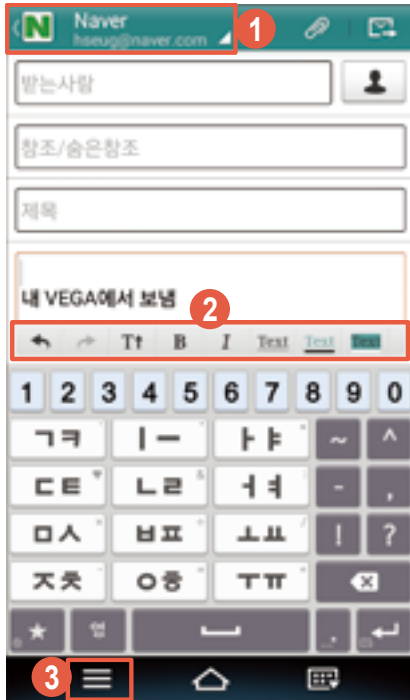 N Naver
hseug@naver.com
1
받는사람
참조/숨은참조
제목
내 VEGA에서 보냄
2
T↑ B I Text Text Text
1 2 3 4 5 6 7 8 9 0
ㄱㅋ ㅣㅡ ㅏㅑ ~ ^
ㄷㅌ ㄴㄹ ㅓㅕ - ,
ㅁㅅ ㅂㅍ ㅗㅛ ! ?
ㅈㅊ ㅇㅎ ㅜㅠ
3